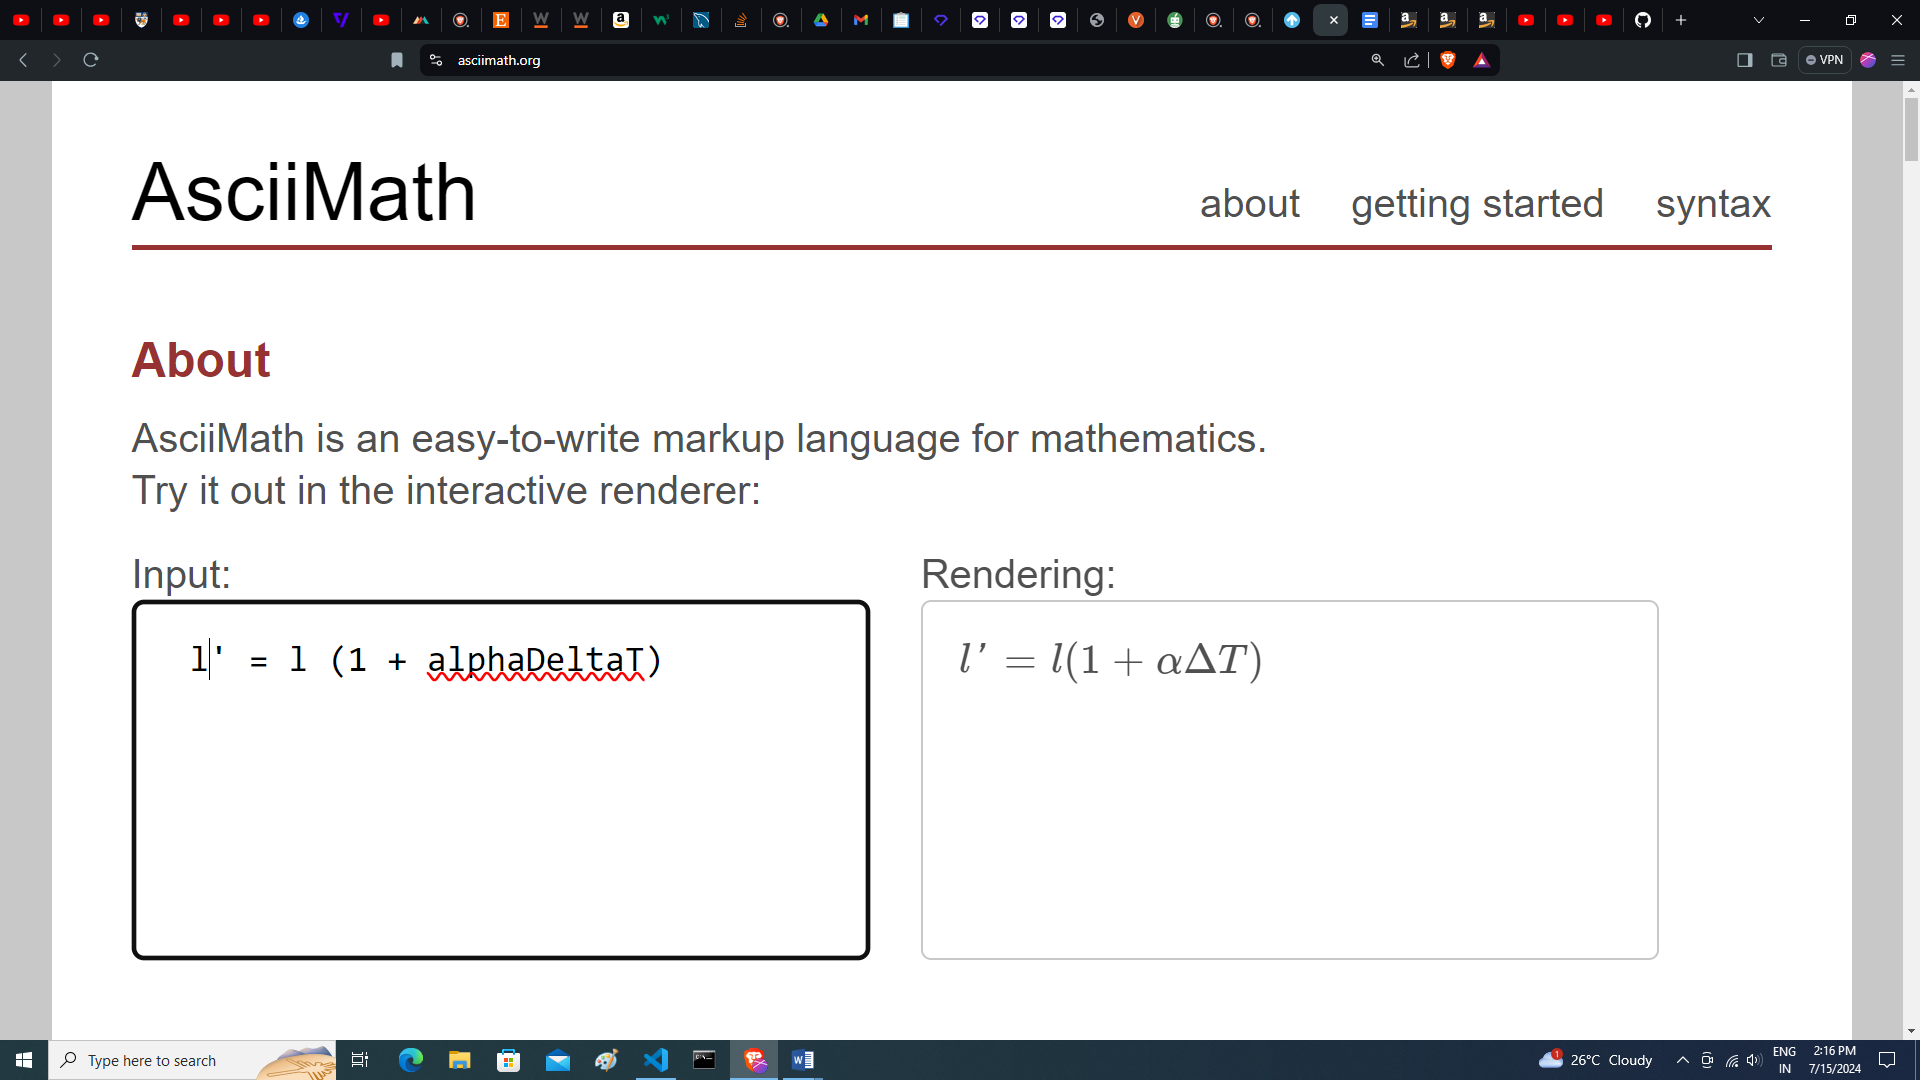 asciimath.org
VPN
AsciiMath
about getting started syntax
About
AsciiMath is an easy-to-write markup language for mathematics.
Try it out in the interactive renderer:
Input:
Rendering:
l' = l (1 + alphaDeltaT)
l′ = l(1 + αΔT)
Type here to search
1
26°C Cloudy
ENG
IN
2:16 PM
7/15/2024